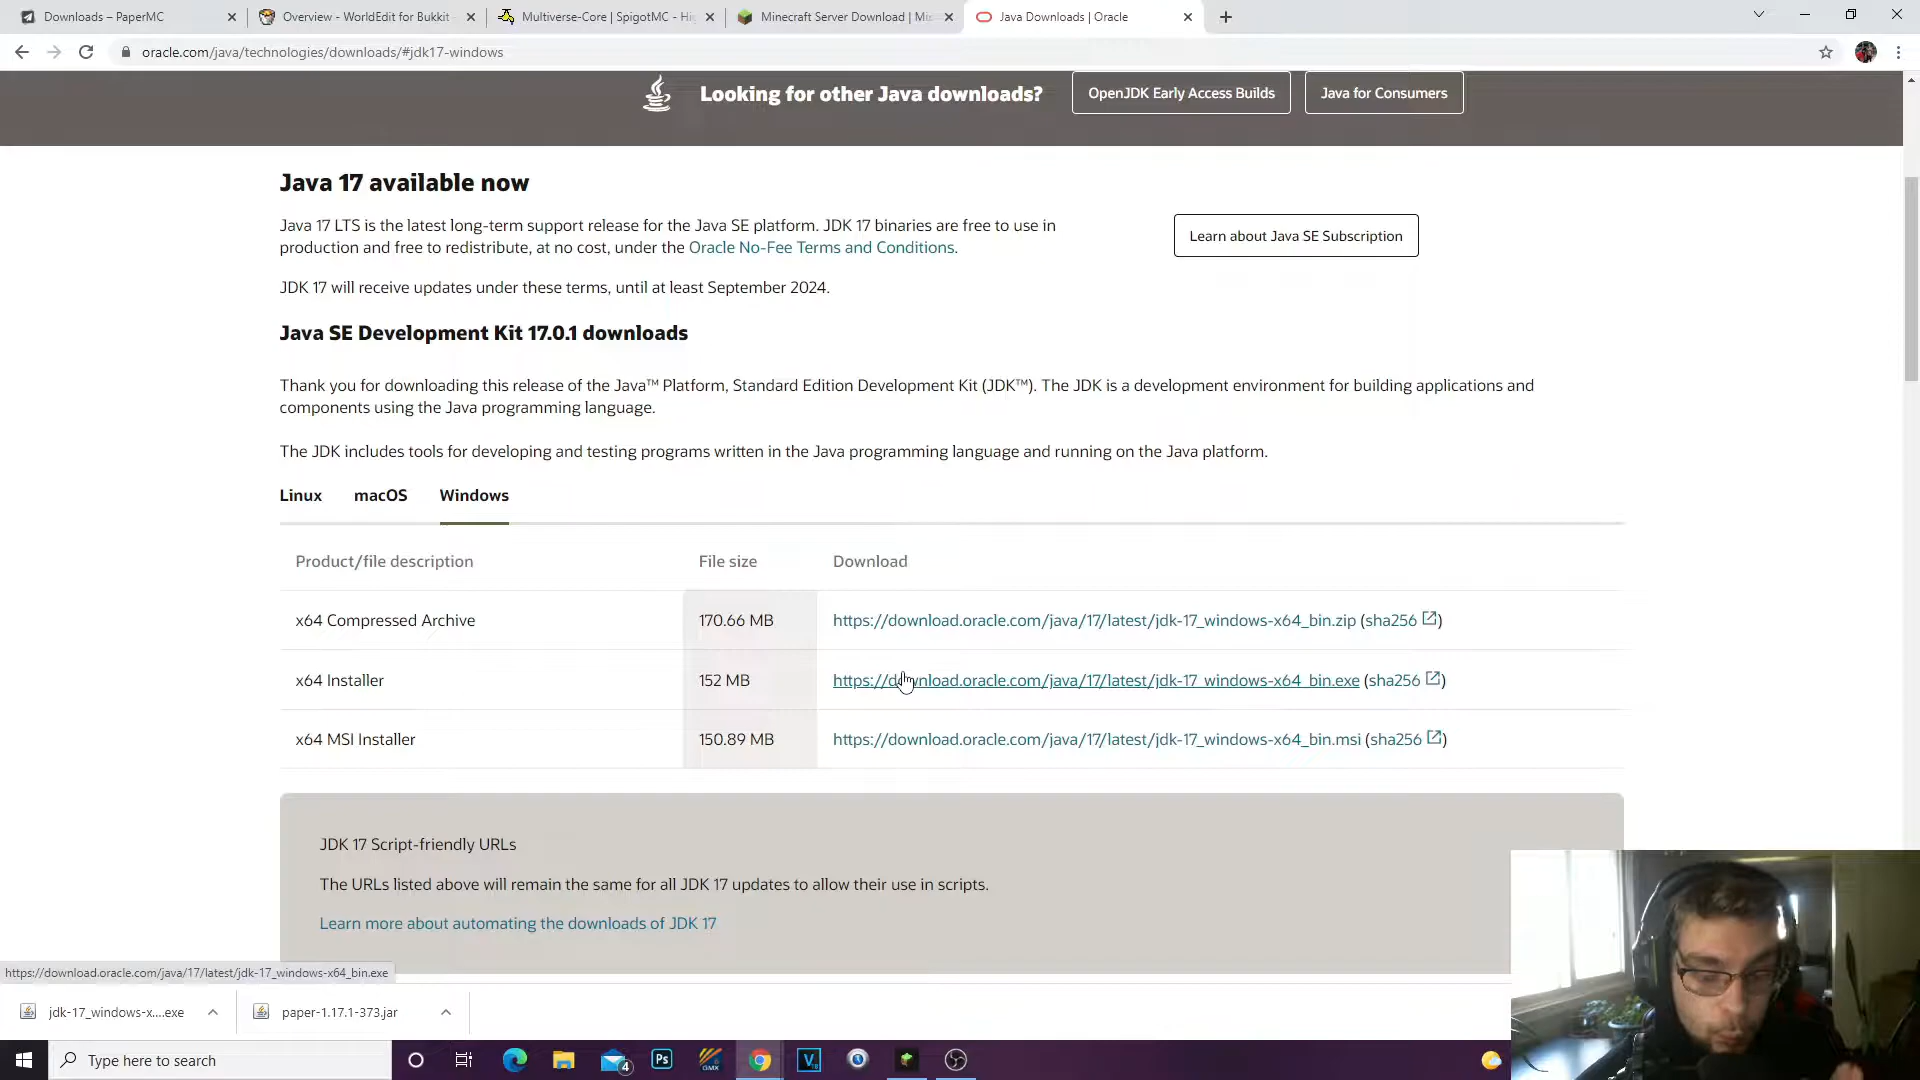 Downloads – PaperMC
Overview - WorldEdit for Bukkit -
Multiverse-Core | SpigotMC - Hi
Minecraft Server Download | Mi
Java Downloads | Oracle
oracle.com/java/technologies/downloads/#jdk17-windows
Looking for other Java downloads?
OpenJDK Early Access Builds
Java for Consumers
Java 17 available now
Java 17 LTS is the latest long-term support release for the Java SE platform. JDK 17 binaries are free to use in
production and free to redistribute, at no cost, under the Oracle No-Fee Terms and Conditions.
Learn about Java SE Subscription
JDK 17 will receive updates under these terms, until at least September 2024.
Java SE Development Kit 17.0.1 downloads
Thank you for downloading this release of the Java™ Platform, Standard Edition Development Kit (JDK™). The JDK is a development environment for building applications and
components using the Java programming language.
The JDK includes tools for developing and testing programs written in the Java programming language and running on the Java platform.
Linux macOS Windows
Product/file description File size Download
x64 Compressed Archive 170.66 MB https://download.oracle.com/java/17/latest/jdk-17_windows-x64_bin.zip (sha256)
x64 Installer 152 MB https://download.oracle.com/java/17/latest/jdk-17_windows-x64_bin.exe (sha256)
x64 MSI Installer 150.89 MB https://download.oracle.com/java/17/latest/jdk-17_windows-x64_bin.msi (sha256)
JDK 17 Script-friendly URLs
The URLs listed above will remain the same for all JDK 17 updates to allow their use in scripts.
Learn more about automating the downloads of JDK 17
https://download.oracle.com/java/17/latest/jdk-17_windows-x64_bin.exe
jdk-17_windows-x....exe
paper-1.17.1-373.jar
Type here to search
4
Ps
GMX
V